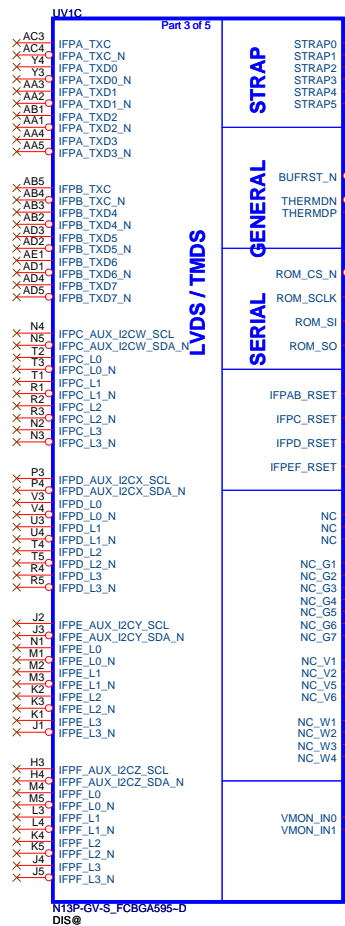 UV1C
Part 3 of 5
AC3 IFPA_TXC
AC4 IFPA_TXC_N
Y4 IFPA_TXD0
Y3 IFPA_TXD0_N
AA3 IFPA_TXD1
AA2 IFPA_TXD1_N
AB1 IFPA_TXD2
AA1 IFPA_TXD2_N
AA4 IFPA_TXD3
AA5 IFPA_TXD3_N
AB5 IFPB_TXC
AB4 IFPB_TXC_N
AB3 IFPB_TXD4
AB2 IFPB_TXD4_N
AD3 IFPB_TXD5
AD2 IFPB_TXD5_N
AE1 IFPB_TXD6
AD1 IFPB_TXD6_N
AD4 IFPB_TXD7
AD5 IFPB_TXD7_N
N4 IFPC_AUX_I2CW_SCL
N5 IFPC_AUX_I2CW_SDA_N
T2 IFPC_L0
T3 IFPC_L0_N
T1 IFPC_L1
R1 IFPC_L1_N
R2 IFPC_L2
R3 IFPC_L2_N
N2 IFPC_L3
N3 IFPC_L3_N
P3 IFPD_AUX_I2CX_SCL
P4 IFPD_AUX_I2CX_SDA_N
V3 IFPD_L0
V4 IFPD_L0_N
U3 IFPD_L1
U4 IFPD_L1_N
T4 IFPD_L2
T5 IFPD_L2_N
R4 IFPD_L3
R5 IFPD_L3_N
J2 IFPE_AUX_I2CY_SCL
J3 IFPE_AUX_I2CY_SDA_N
N1 IFPE_L0
M1 IFPE_L0_N
M2 IFPE_L1
M3 IFPE_L1_N
K2 IFPE_L2
K3 IFPE_L2_N
K1 IFPE_L3
J1 IFPE_L3_N
H3 IFPF_AUX_I2CZ_SCL
H4 IFPF_AUX_I2CZ_SDA_N
M4 IFPF_L0
M5 IFPF_L0_N
L3 IFPF_L1
L4 IFPF_L1_N
K4 IFPF_L2
K5 IFPF_L2_N
J4 IFPF_L3
J5 IFPF_L3_N
LVDS / TMDS
STRAP
STRAP0
STRAP1
STRAP2
STRAP3
STRAP4
STRAP5
GENERAL
BUFRST_N
THERMDN
THERMDP
SERIAL
ROM_CS_N
ROM_SCLK
ROM_SI
ROM_SO
IFPAB_RSET
IFPC_RSET
IFPD_RSET
IFPEF_RSET
NC
NC
NC
NC_G1
NC_G2
NC_G3
NC_G4
NC_G5
NC_G6
NC_G7
NC_V1
NC_V2
NC_V5
NC_V6
NC_W1
NC_W2
NC_W3
NC_W4
VMON_IN0
VMON_IN1
N13P-GV-S_FCBGA595~D
DIS@